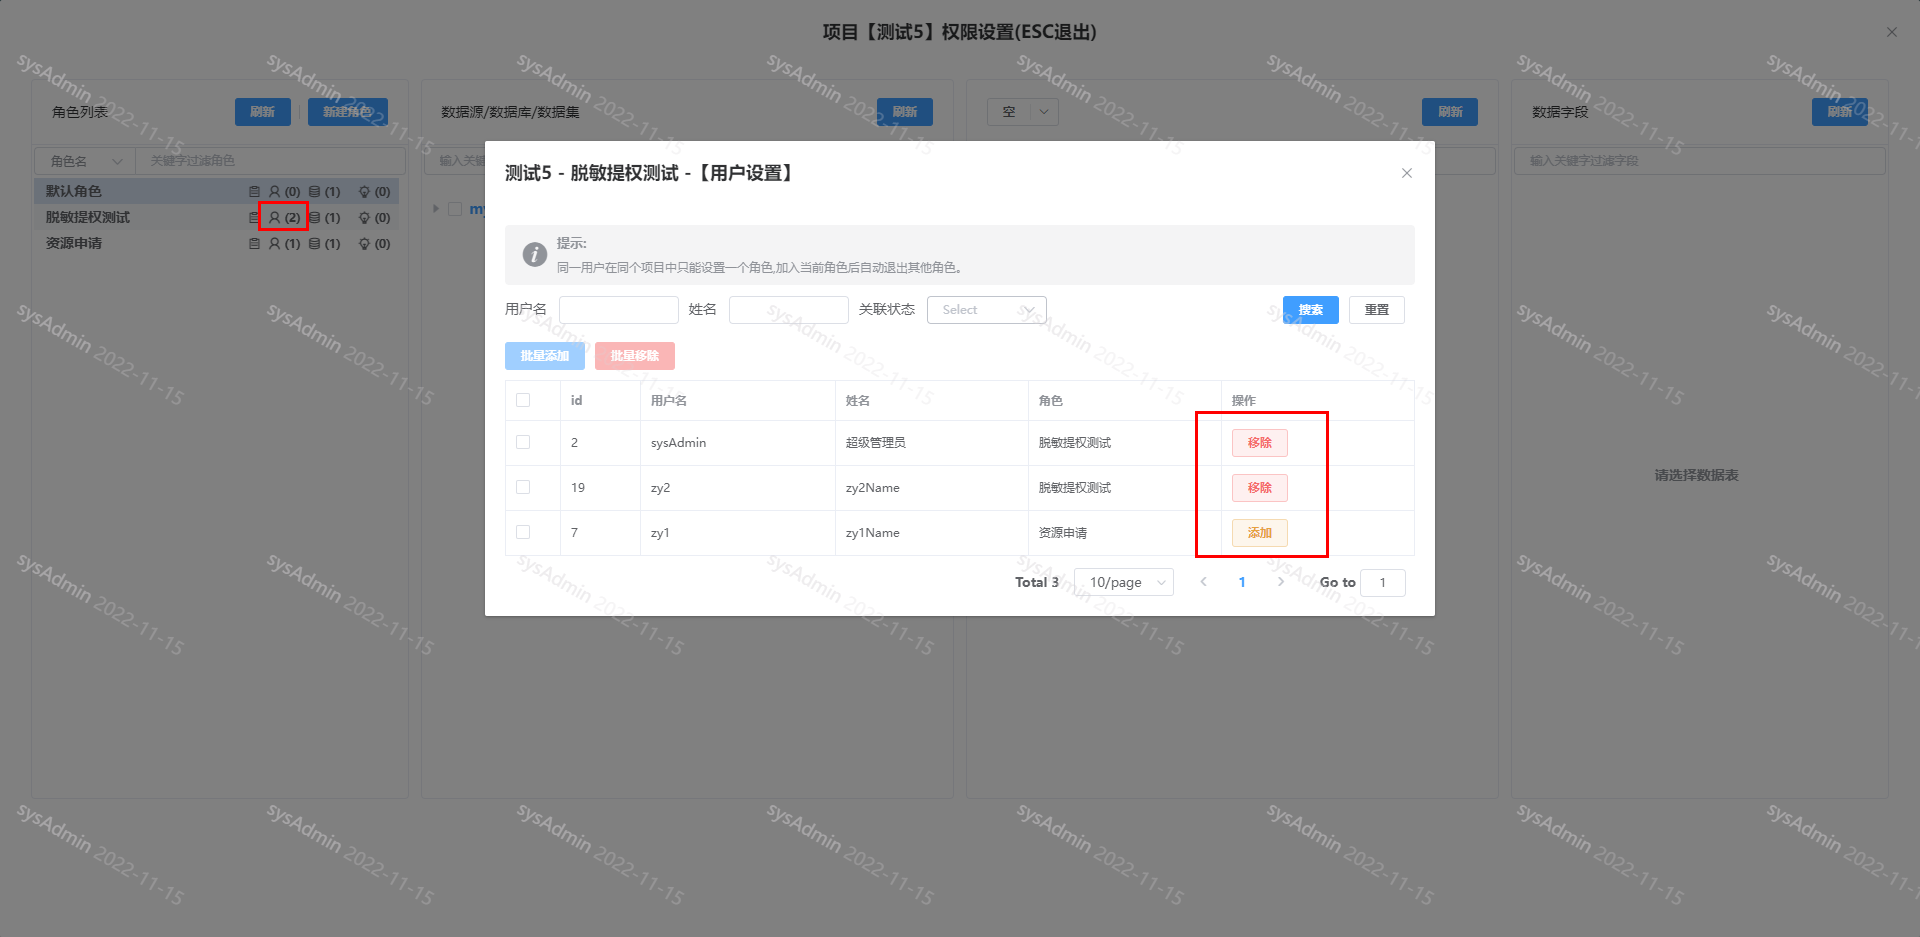 项目【测试5】权限设置(ESC退出)
角色列表 刷新 新建角色
数据源/数据库/数据集 刷新
空 刷新
数据字段 刷新
角色名 关键字过滤角色
输入关键
输入关键字过滤字段
默认角色 (0) (1) (0)
脱敏提权测试 (2) (1) (0)
资源申请 (1) (1) (0)
my
请选择数据表
测试5 - 脱敏提权测试 -【用户设置】
提示:
同一用户在同个项目中只能设置一个角色,加入当前角色后自动退出其他角色。
用户名 姓名 关联状态 Select 搜索 重置
批量添加 批量移除
id 用户名 姓名 角色 操作
2 sysAdmin 超级管理员 脱敏提权测试 移除
19 zy2 zy2Name 脱敏提权测试 移除
7 zy1 zy1Name 资源申请 添加
Total 3 10/page 1 Go to 1
sysAdmin 2022-11-15